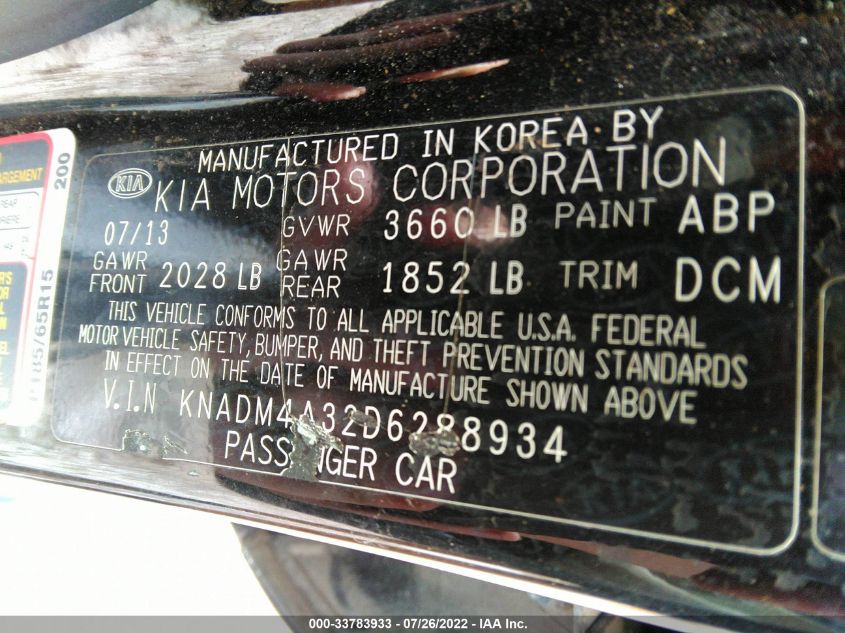 MANUFACTURED IN KOREA BY
KIA KIA MOTORS CORPORATION
07/13 GVWR 3660 LB PAINT ABP
GAWR FRONT 2028 LB GAWR REAR 1852 LB TRIM DCM
THIS VEHICLE CONFORMS TO ALL APPLICABLE U.S.A. FEDERAL
MOTOR VEHICLE SAFETY, BUMPER, AND THEFT PREVENTION STANDARDS
IN EFFECT ON THE DATE OF MANUFACTURE SHOWN ABOVE
V.I.N KNADM4A32D6288934
PASSENGER CAR
200
P185/65R15
000-33783933 - 07/26/2022 - IAA Inc.